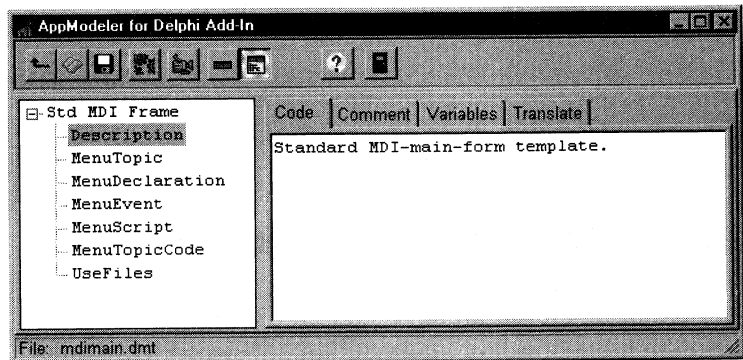 AppModeler for Delphi Add-In
?
Std MDI Frame
Description
MenuTopic
MenuDeclaration
MenuEvent
MenuScript
MenuTopicCode
UseFiles
Code Comment Variables Translate
Standard MDI-main-form template.
File: mdimain.dmt